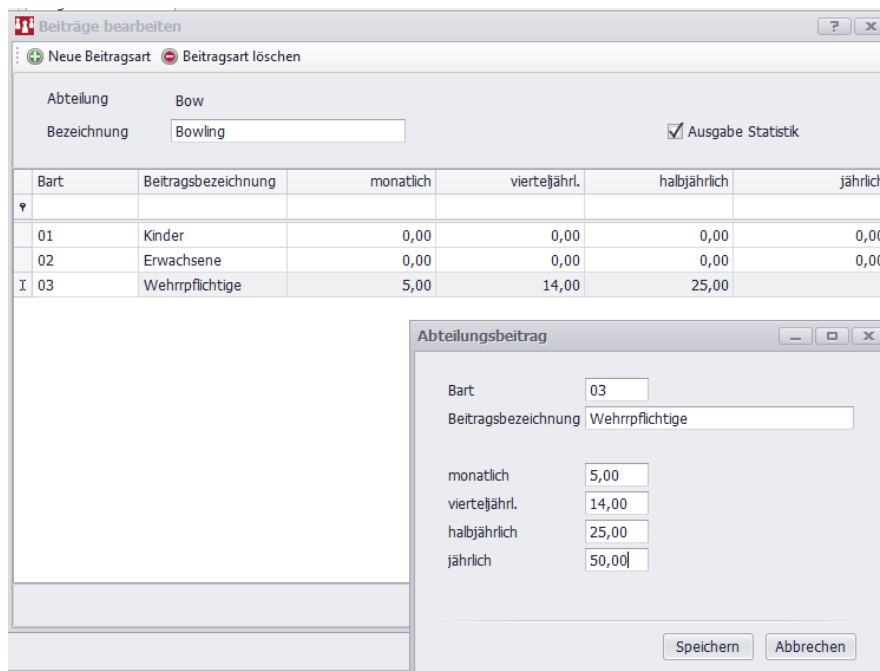 Beiträge bearbeiten
Neue Beitragsart Beitragsart löschen
Abteilung Bow
Bezeichnung Bowling Ausgabe Statistik
Bart Beitragsbezeichnung monatlich vierteljährl. halbjährlich jährlich
01 Kinder 0,00 0,00 0,00 0,00
02 Erwachsene 0,00 0,00 0,00 0,00
03 Wehrrpflichtige 5,00 14,00 25,00
Abteilungsbeitrag
Bart 03
Beitragsbezeichnung Wehrrpflichtige
monatlich 5,00
vierteljährl. 14,00
halbjährlich 25,00
jährlich 50,00
Speichern Abbrechen